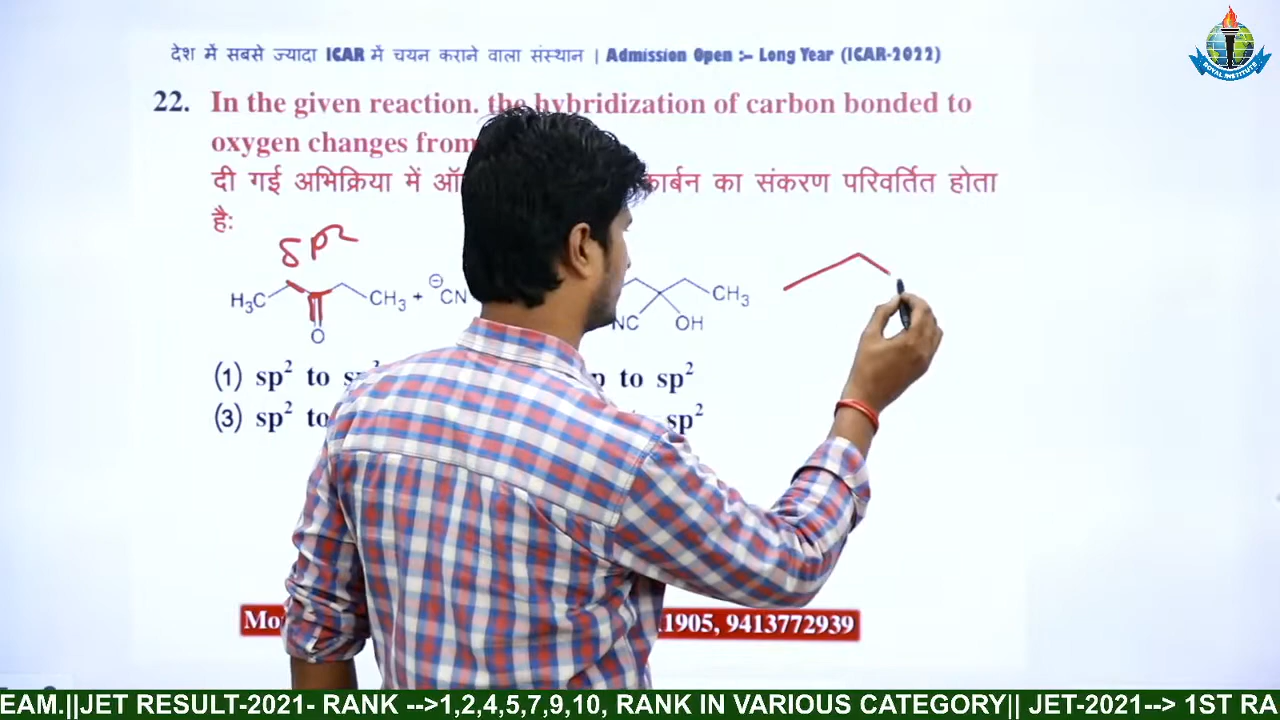 देश में सबसे ज्यादा ICAR में चयन कराने वाला संस्थान | Admission Open :- Long Year (ICAR-2022)
ROYAL INSTITUTE
22. In the given reaction. the hybridization of carbon bonded to
oxygen changes from
दी गई अभिक्रिया में कार्बन का संकरण परिवर्तित होता
है:
sp²
H₃C CH₃ + ⊖CN NC OH CH₃
O
(1) sp² to to sp²
(3) sp² to sp²
1905, 9413772939
EAM.||JET RESULT-2021- RANK -->1,2,4,5,7,9,10, RANK IN VARIOUS CATEGORY|| JET-2021--> 1ST RA